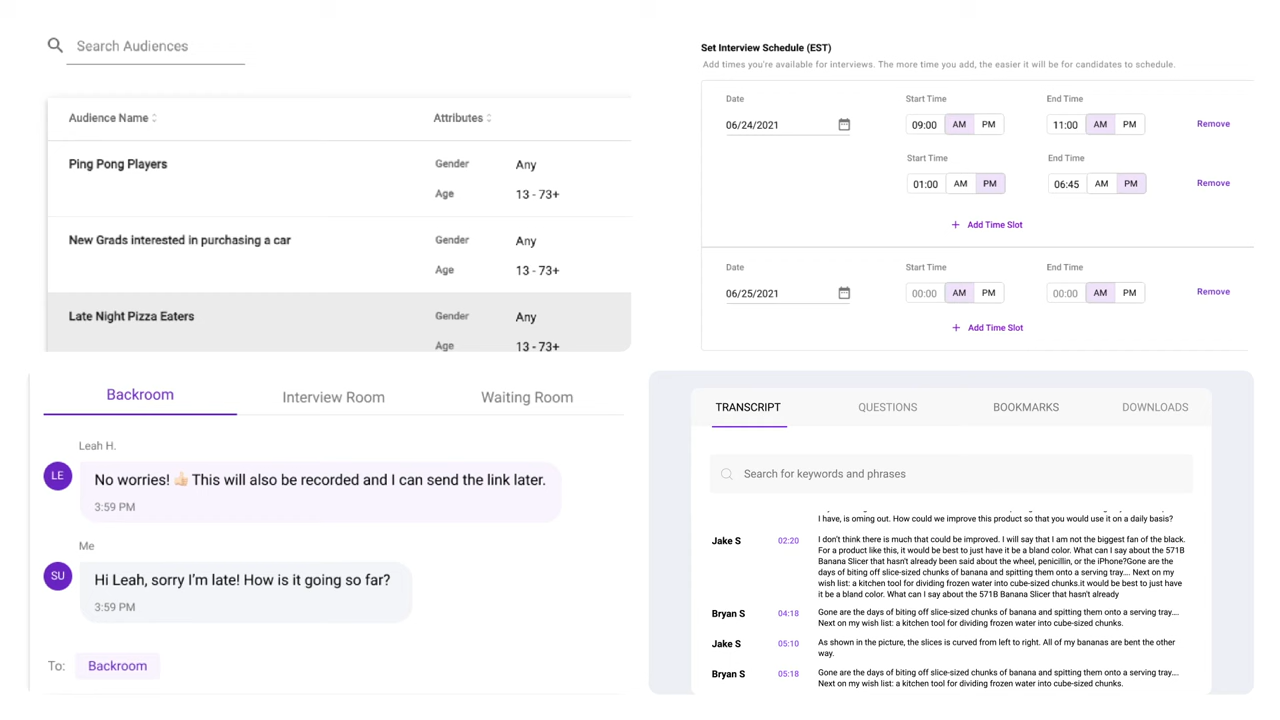 Search Audiences
Audience Name
Attributes
Ping Pong Players
Gender
Any
Age
13 - 73+
New Grads interested in purchasing a car
Gender
Any
Age
13 - 73+
Late Night Pizza Eaters
Gender
Any
Age
13 - 73+
Set Interview Schedule (EST)
Add times you're available for interviews. The more time you add, the easier it will be for candidates to schedule.
Date
Start Time
End Time
06/24/2021
09:00 AM PM
11:00 AM PM
Remove
Start Time
End Time
01:00 AM PM
06:45 AM PM
Remove
+ Add Time Slot
Date
Start Time
End Time
06/25/2021
00:00 AM PM
00:00 AM PM
Remove
+ Add Time Slot
Backroom
Interview Room
Waiting Room
Leah H.
LE
No worries! 👍🏻 This will also be recorded and I can send the link later.
3:59 PM
Me
SU
Hi Leah, sorry I'm late! How is it going so far?
3:59 PM
To: Backroom
TRANSCRIPT
QUESTIONS
BOOKMARKS
DOWNLOADS
Search for keywords and phrases
I have, is oming out. How could we improve this product so that you would use it on a daily basis?
Jake S 02:20 I don't think there is much that could be improved. I will say that I am not the biggest fan of the black.
For a product like this, it would be best to just have it be a bland color. What can I say about the 571B
Banana Slicer that hasn't already been said about the wheel, penicillin, or the iPhone?Gone are the
days of biting off slice-sized chunks of banana and spitting them onto a serving tray.... Next on my
wish list: a kitchen tool for dividing frozen water into cube-sized chunks.it would be best to just have
it be a bland color. What can I say about the 571B Banana Slicer that hasn't already
Bryan S 04:18 Gone are the days of biting off slice-sized chunks of banana and spitting them onto a serving tray....
Next on my wish list: a kitchen tool for dividing frozen water into cube-sized chunks.
Jake S 05:10 As shown in the picture, the slices is curved from left to right. All of my bananas are bent the other
way.
Bryan S 05:18 Gone are the days of biting off slice-sized chunks of banana and spitting them onto a serving tray....
Next on my wish list: a kitchen tool for dividing frozen water into cube-sized chunks.